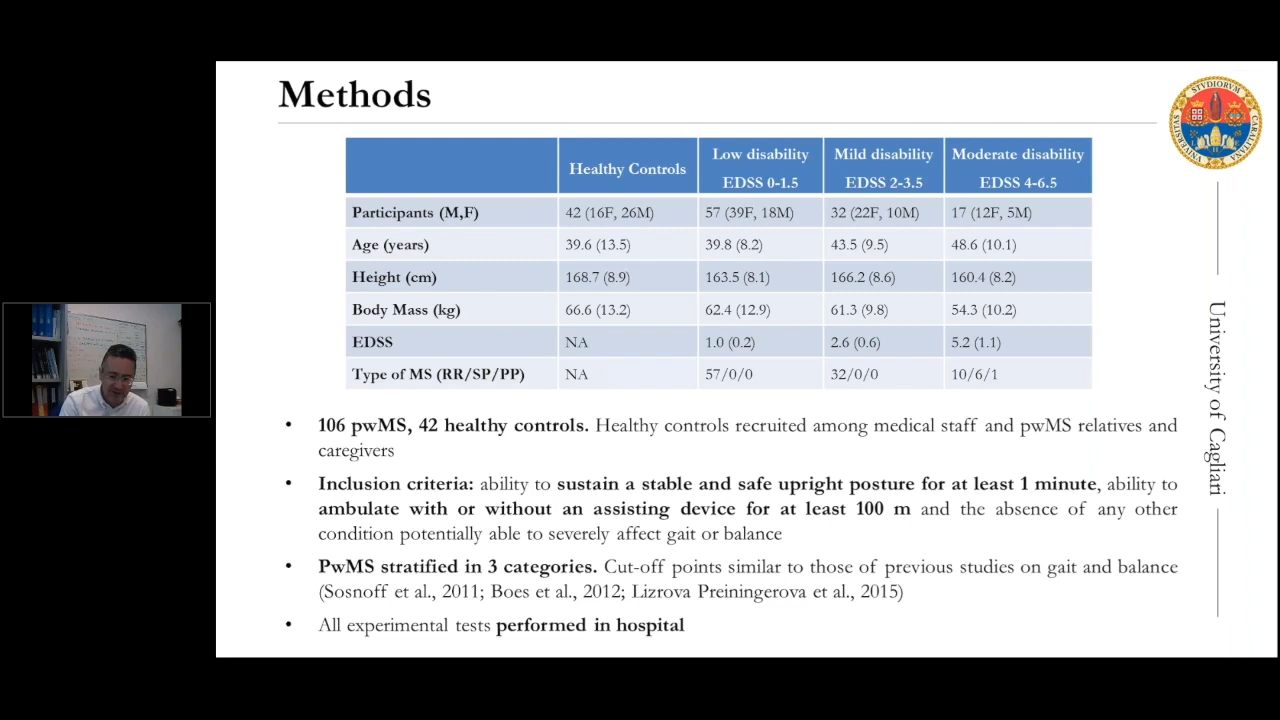 Methods
Healthy Controls
Low disability
EDSS 0-1.5
Mild disability
EDSS 2-3.5
Moderate disability
EDSS 4-6.5
Participants (M,F) 42 (16F, 26M) 57 (39F, 18M) 32 (22F, 10M) 17 (12F, 5M)
Age (years) 39.6 (13.5) 39.8 (8.2) 43.5 (9.5) 48.6 (10.1)
Height (cm) 168.7 (8.9) 163.5 (8.1) 166.2 (8.6) 160.4 (8.2)
Body Mass (kg) 66.6 (13.2) 62.4 (12.9) 61.3 (9.8) 54.3 (10.2)
EDSS NA 1.0 (0.2) 2.6 (0.6) 5.2 (1.1)
Type of MS (RR/SP/PP) NA 57/0/0 32/0/0 10/6/1
• 106 pwMS, 42 healthy controls. Healthy controls recruited among medical staff and pwMS relatives and
caregivers
• Inclusion criteria: ability to sustain a stable and safe upright posture for at least 1 minute, ability to
ambulate with or without an assisting device for at least 100 m and the absence of any other
condition potentially able to severely affect gait or balance
• PwMS stratified in 3 categories. Cut-off points similar to those of previous studies on gait and balance
(Sosnoff et al., 2011; Boes et al., 2012; Lizrova Preiningerova et al., 2015)
• All experimental tests performed in hospital
University of Cagliari